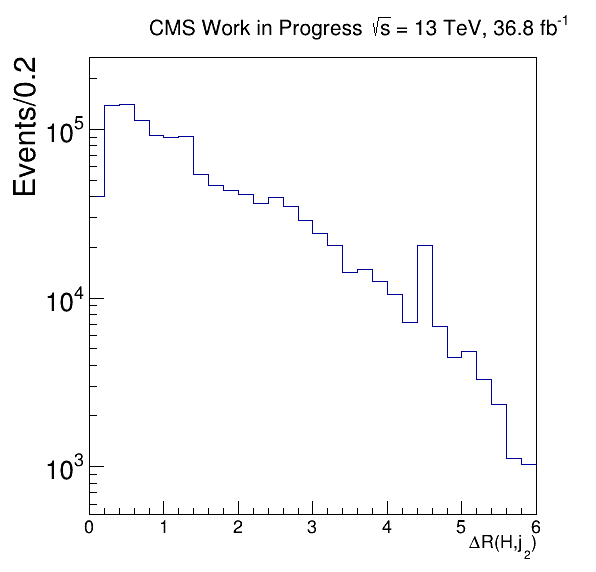 CMS Work in Progress √s = 13 TeV, 36.8 fb⁻¹
Events/0.2
10⁵
10⁴
10³
0 1 2 3 4 5 6
ΔR(H,j₂)